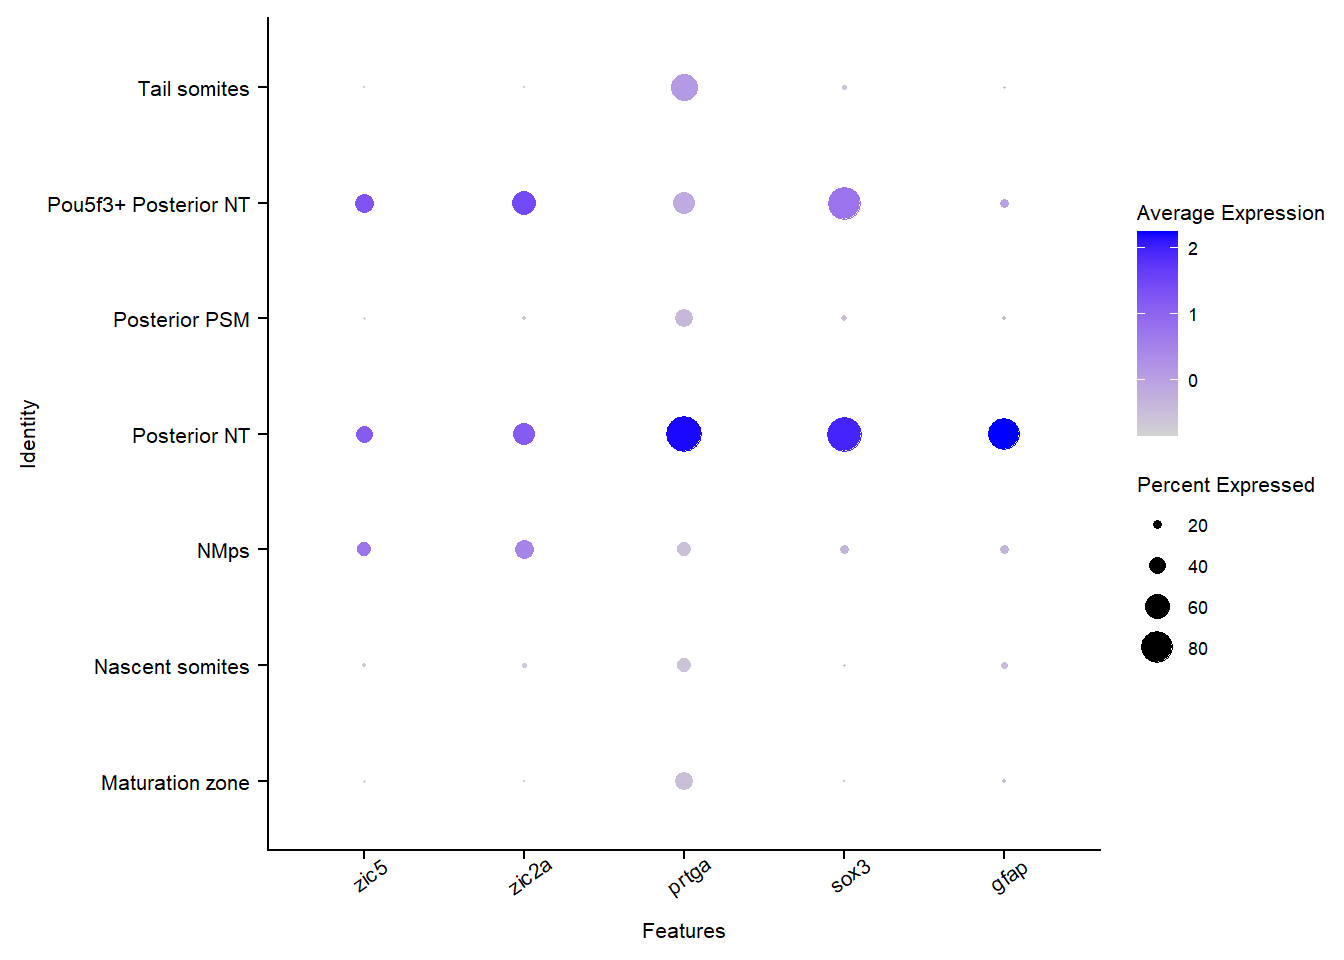 Identity
Tail somites
Pou5f3+ Posterior NT
Posterior PSM
Posterior NT
NMps
Nascent somites
Maturation zone
zic5
zic2a
prtga
sox3
gfap
Features
Average Expression
2
1
0
Percent Expressed
20
40
60
80